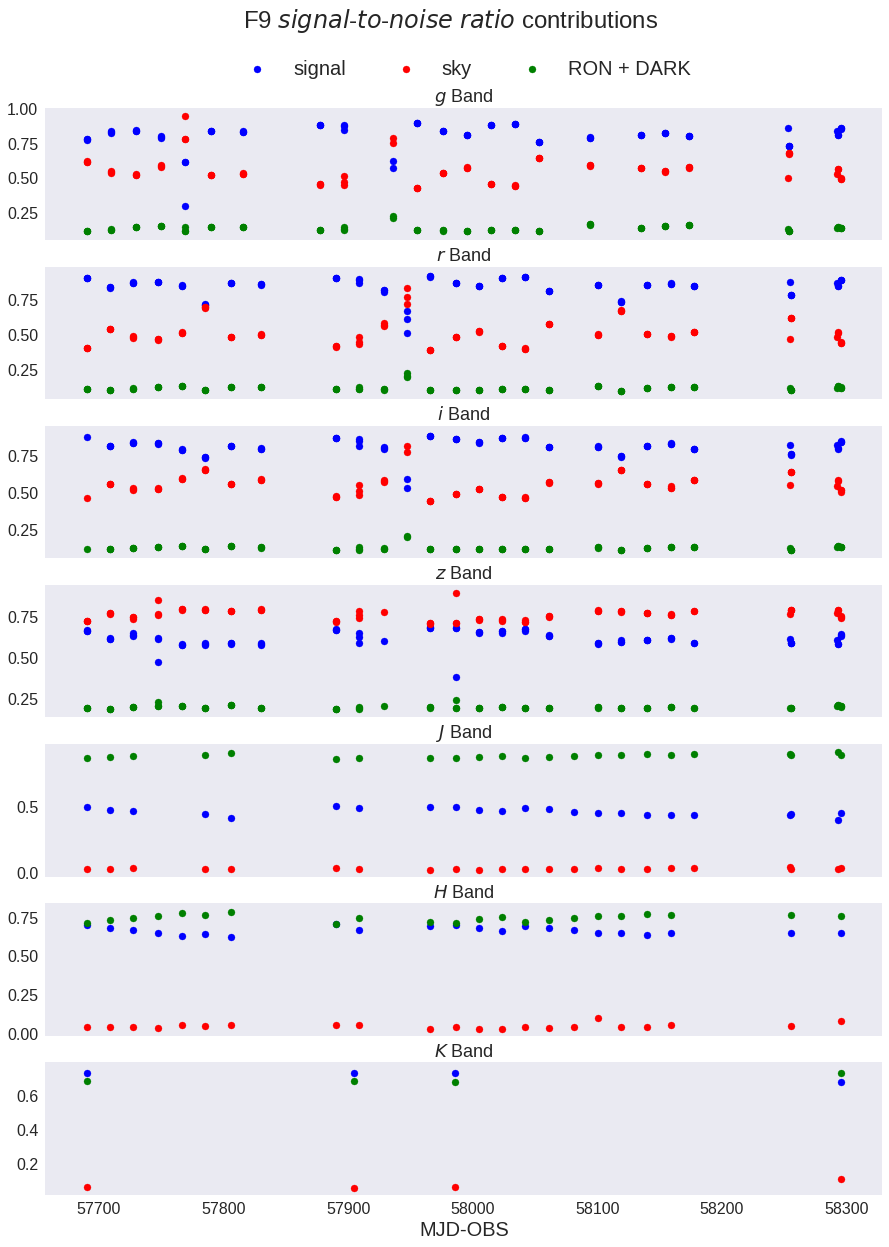 F9 signal-to-noise ratio contributions
signal sky RON + DARK
g Band
1.00
0.75
0.50
0.25
r Band
0.75
0.50
0.25
i Band
0.75
0.50
0.25
z Band
0.75
0.50
0.25
J Band
0.5
0.0
H Band
0.75
0.50
0.25
0.00
K Band
0.6
0.4
0.2
57700 57800 57900 58000 58100 58200 58300
MJD-OBS